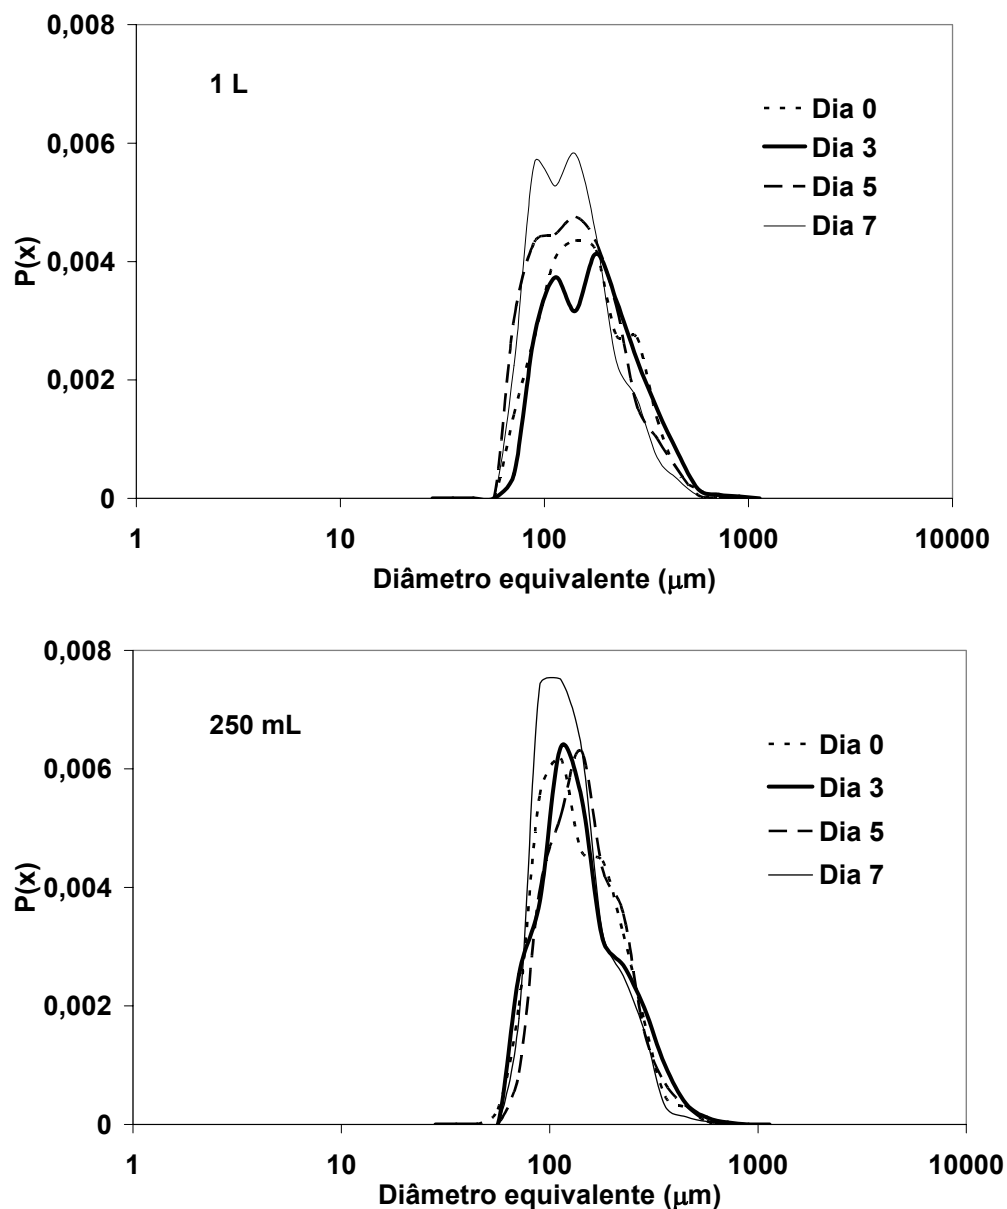 0,008
1 L
Dia 0
0,006
Dia 3
Dia 5
Dia 7
P(x)
0,004
0,002
0
1 10 100 1000 10000
Diâmetro equivalente (μm)
0,008
250 mL
Dia 0
0,006
Dia 3
Dia 5
Dia 7
P(x)
0,004
0,002
0
1 10 100 1000 10000
Diâmetro equivalente (μm)